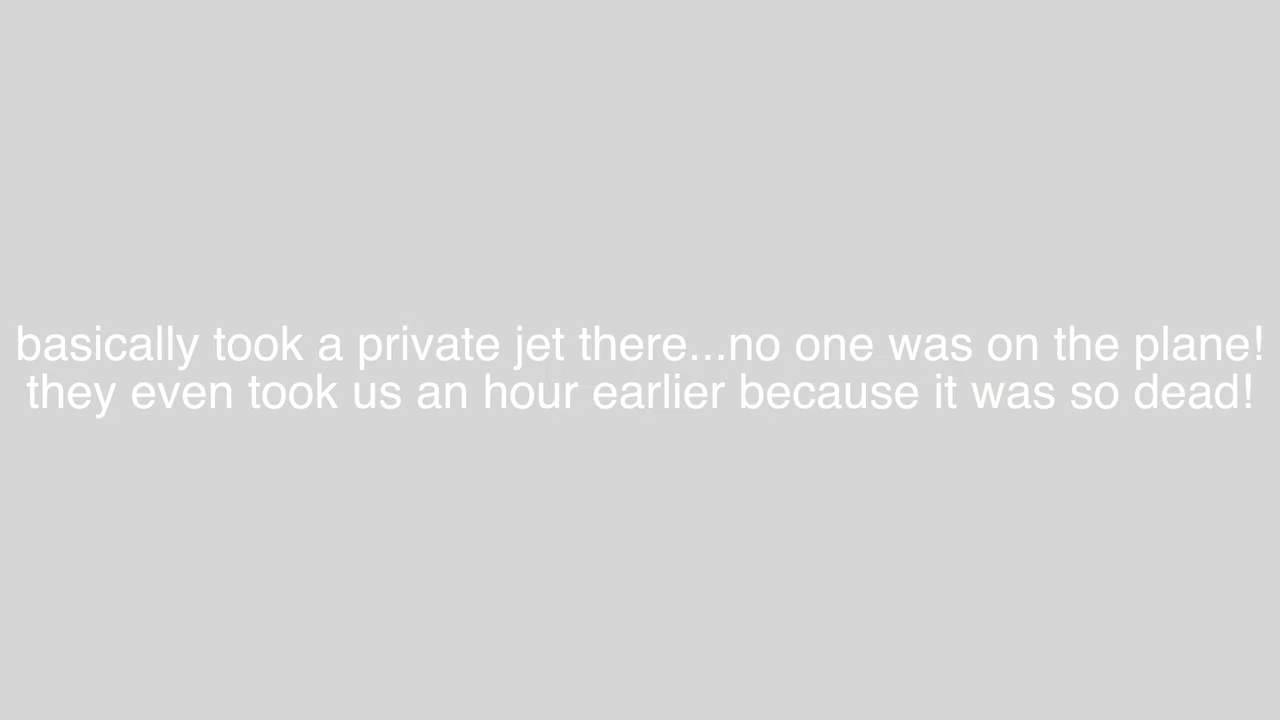 basically took a private jet there...no one was on the plane!
they even took us an hour earlier because it was so dead!